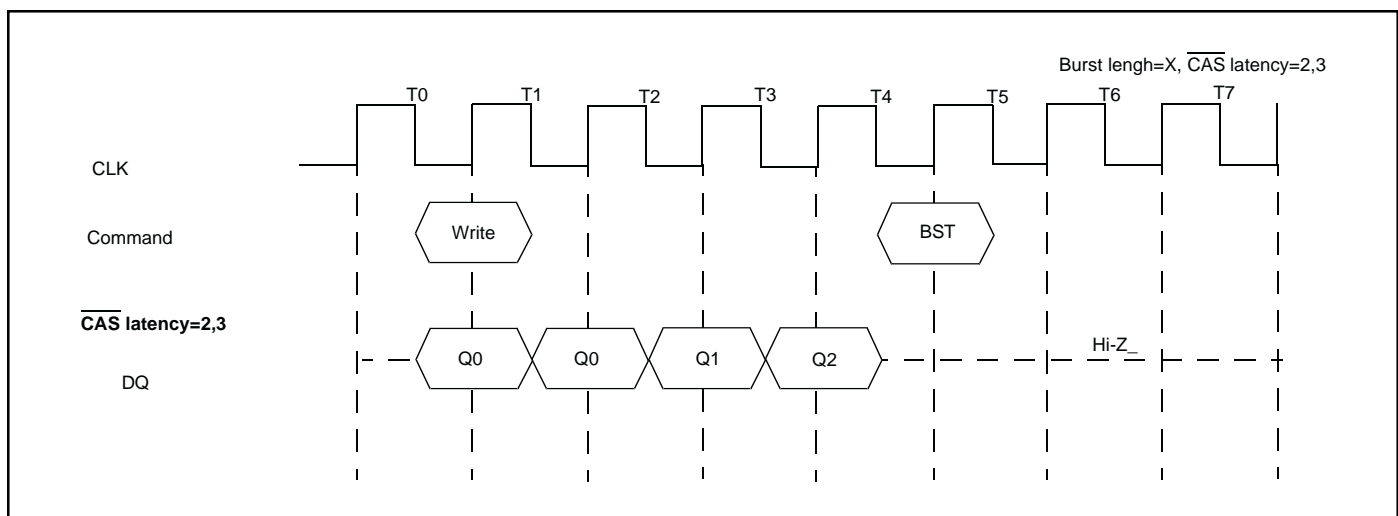 Burst lengh=X, CAS latency=2,3
T0 T1 T2 T3 T4 T5 T6 T7
CLK
Command
Write
BST
CAS latency=2,3
DQ
Q0 Q0 Q1 Q2
Hi-Z_